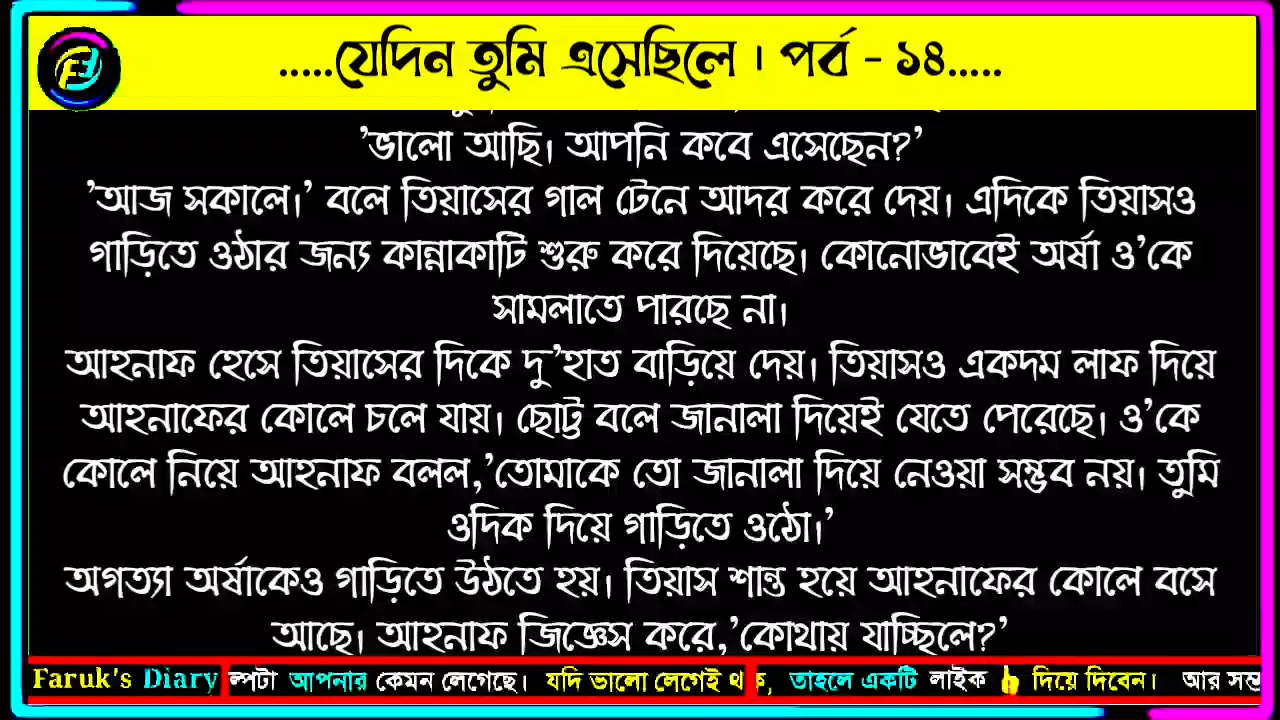 .....যেদিন তুমি এসেছিলে । পর্ব - ১৪.....
’ভালো আছি। আপনি কবে এসেছেন?’
’আজ সকালে।’ বলে তিয়াসের গাল টেনে আদর করে দেয়। এদিকে তিয়াসও
গাড়িতে ওঠার জন্য কান্নাকাটি শুরু করে দিয়েছে। কোনোভাবেই অর্ষা ও’কে
সামলাতে পারছে না।
আহনাফ হেসে তিয়াসের দিকে দু’হাত বাড়িয়ে দেয়। তিয়াসও একদম লাফ দিয়ে
আহনাফের কোলে চলে যায়। ছোট্ট বলে জানালা দিয়েই যেতে পেরেছে। ও’কে
কোলে নিয়ে আহনাফ বলল,’তোমাকে তো জানালা দিয়ে নেওয়া সম্ভব নয়। তুমি
ওদিক দিয়ে গাড়িতে ওঠো।’
অগত্যা অর্ষাকেও গাড়িতে উঠতে হয়। তিয়াস শান্ত হয়ে আহনাফের কোলে বসে
আছে। আহনাফ জিজ্ঞেস করে,’কোথায় যাচ্ছিলে?’
Faruk's Diary ল্পটা আপনার কেমন লেগেছে। যদি ভালো লেগেই থ ক, তাহলে একটি লাইক 👍 দিয়ে দিবেন। আর সম্ভ